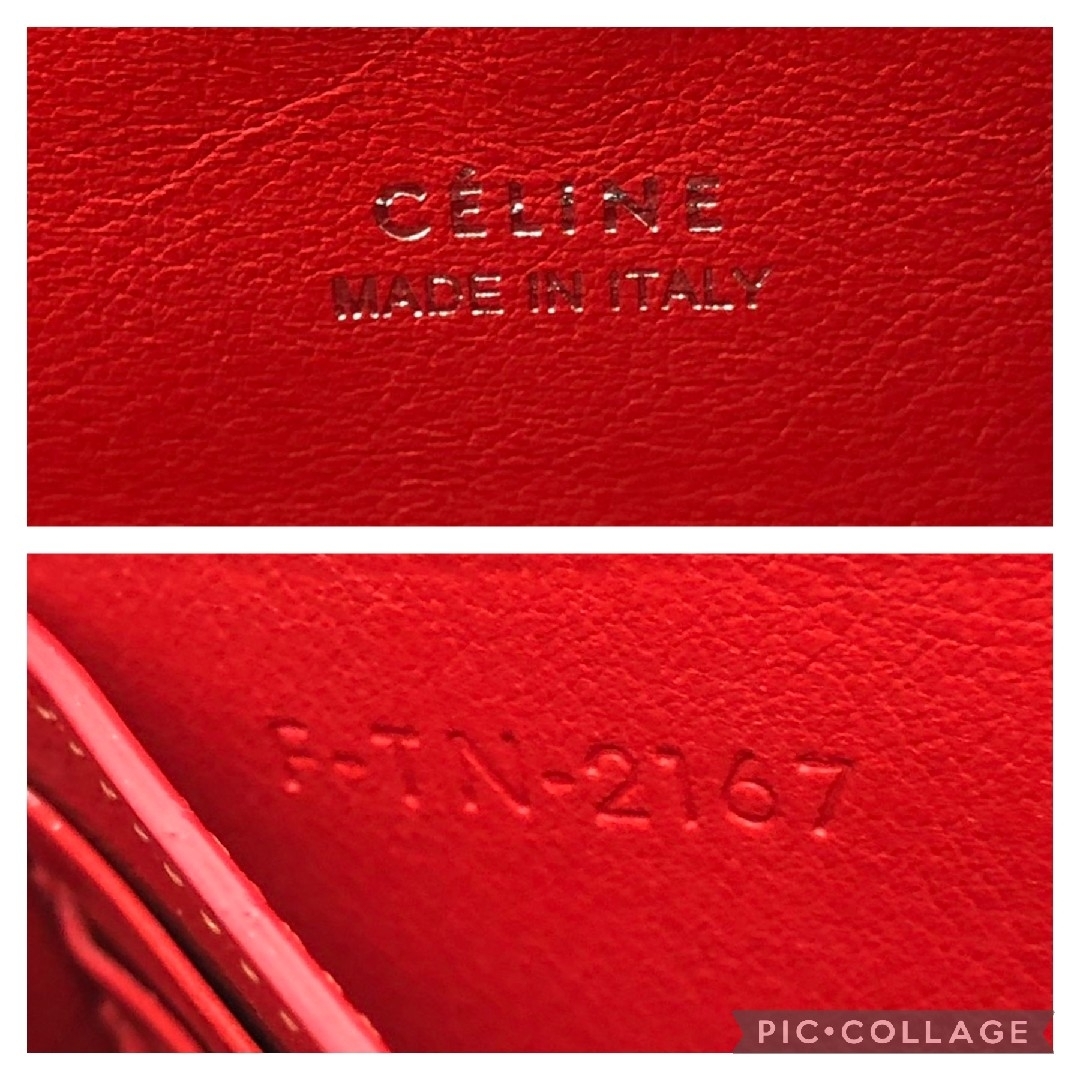 CÉLINE
MADE IN ITALY
F-TN-2167
PIC•COLLAGE